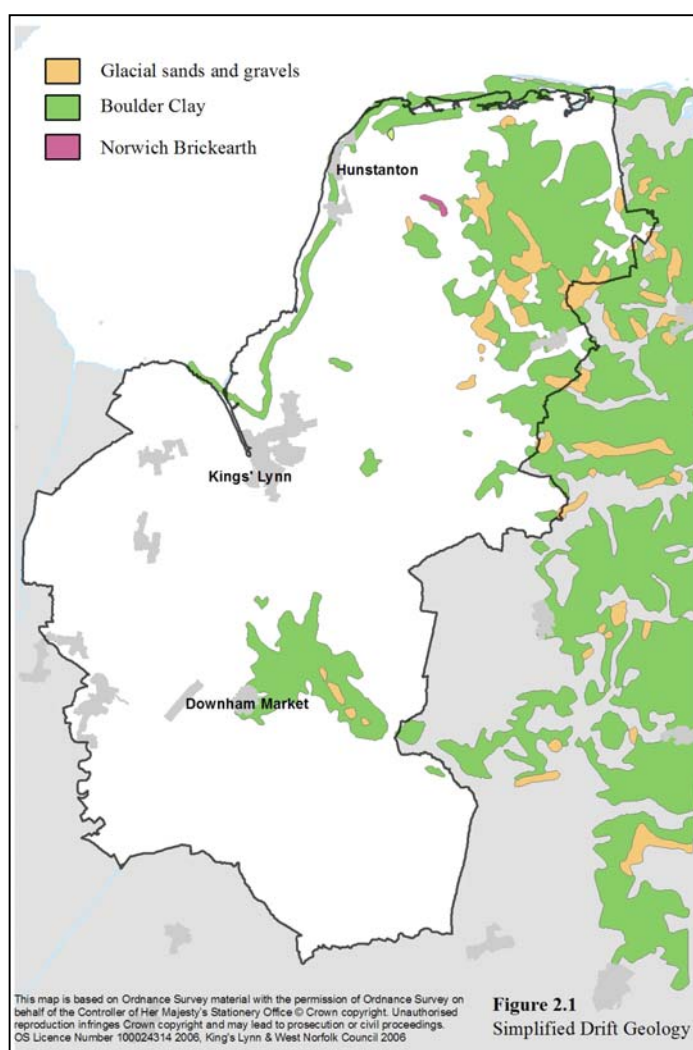 Glacial sands and gravels
Boulder Clay
Norwich Brickearth
Hunstanton
Kings' Lynn
Downham Market
This map is based on Ordnance Survey material with the permission of Ordnance Survey on
behalf of the Controller of Her Majesty's Stationery Office © Crown copyright. Unauthorised
reproduction infringes Crown copyright and may lead to prosecution or civil proceedings.
OS Licence Number 100024314 2006, King's Lynn & West Norfolk Council 2006
Figure 2.1
Simplified Drift Geology